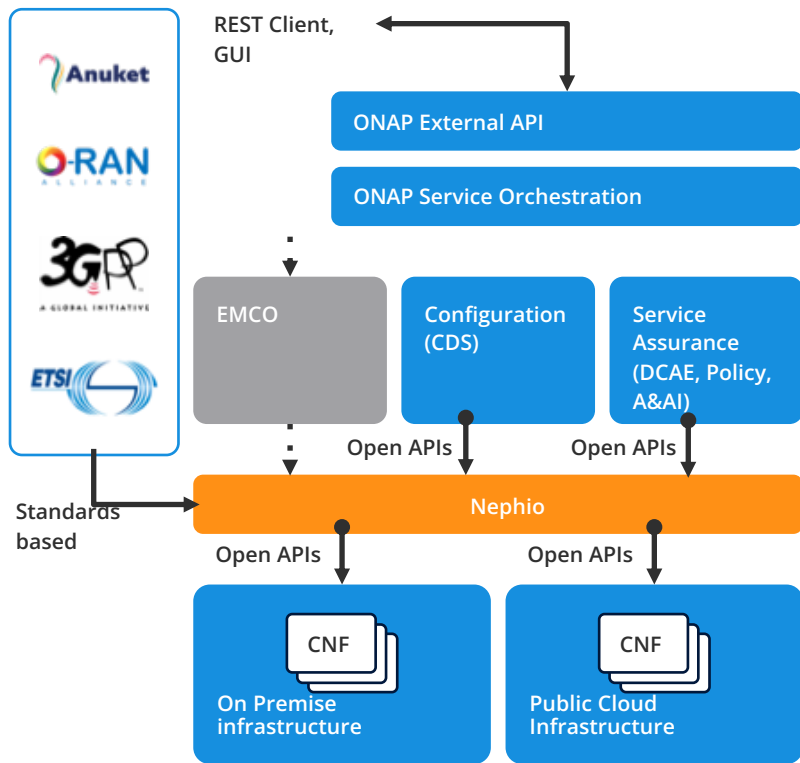 REST Client,
GUI
Anuket
O-RAN
ALLIANCE
3GPP
A GLOBAL INITIATIVE
ETSI
ONAP External API
ONAP Service Orchestration
EMCO
Configuration
(CDS)
Service
Assurance
(DCAE, Policy,
A&AI)
Open APIs
Open APIs
Standards
based
Nephio
Open APIs
Open APIs
CNF
On Premise
infrastructure
CNF
Public Cloud
Infrastructure